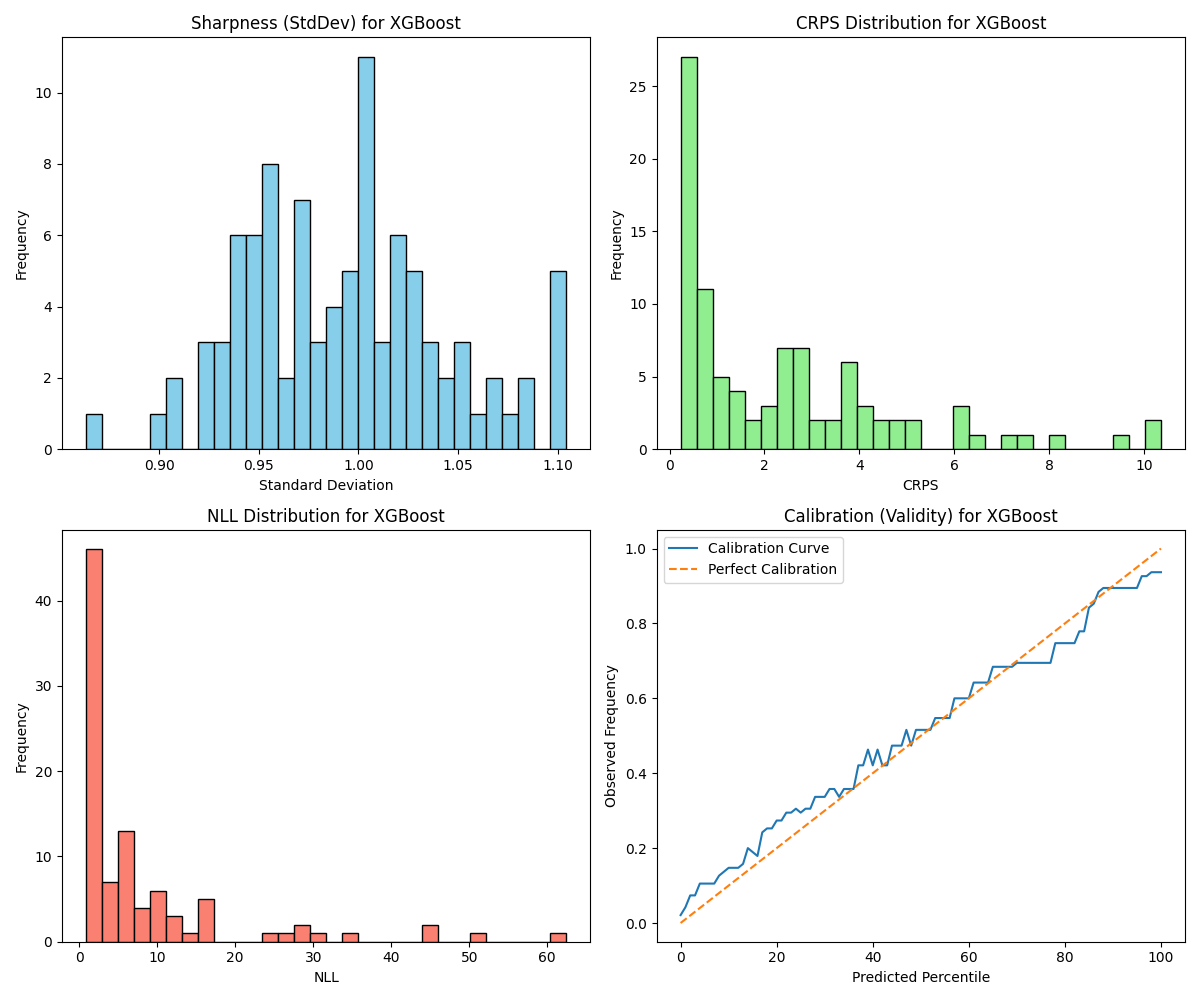 Sharpness (StdDev) for XGBoost
Frequency
10
8
6
4
2
0
0.90 0.95 1.00 1.05 1.10
Standard Deviation
CRPS Distribution for XGBoost
Frequency
25
20
15
10
5
0
0 2 4 6 8 10
CRPS
NLL Distribution for XGBoost
Frequency
40
30
20
10
0
0 10 20 30 40 50 60
NLL
Calibration (Validity) for XGBoost
Calibration Curve
Perfect Calibration
Observed Frequency
1.0
0.8
0.6
0.4
0.2
0.0
0 20 40 60 80 100
Predicted Percentile